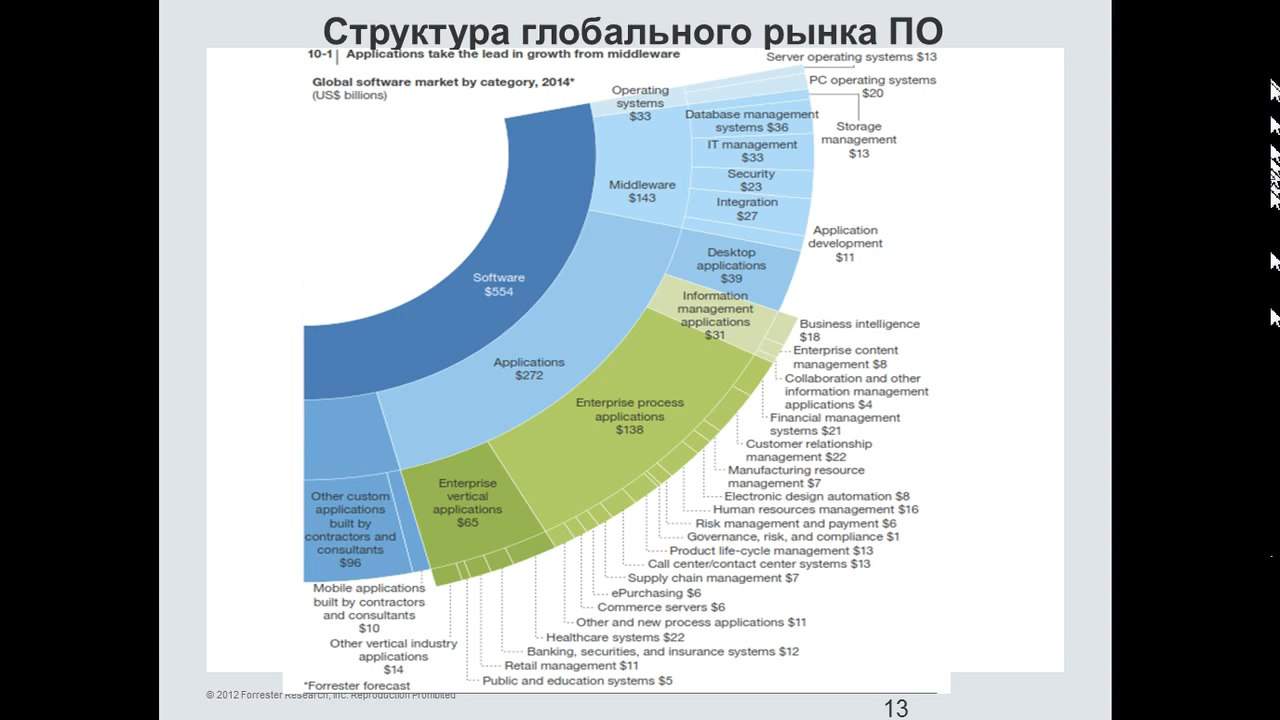 Структура глобального рынка ПО
10-1 Applications take the lead in growth from middleware
Global software market by category, 2014*
(US$ billions)
Server operating systems $13
PC operating systems
$20
Operating
systems
$33
Database management
systems $36
Storage
management
$13
IT management
$33
Security
$23
Middleware
$143
Integration
$27
Application
development
$11
Desktop
applications
$39
Software
$554
Information
management
applications
$31
Business intelligence
$18
Enterprise content
management $8
Applications
$272
Collaboration and other
information management
applications $4
Enterprise process
applications
$138
Financial management
systems $21
Customer relationship
management $22
Manufacturing resource
management $7
Enterprise
vertical
applications
$65
Electronic design automation $8
Human resources management $16
Other custom
applications
built by
contractors and
consultants
$96
Risk management and payment $6
Governance, risk, and compliance $1
Product life-cycle management $13
Call center/contact center systems $13
Supply chain management $7
Mobile applications
built by contractors
and consultants
$10
ePurchasing $6
Commerce servers $6
Other and new process applications $11
Healthcare systems $22
Other vertical industry
applications
$14
Banking, securities, and insurance systems $12
Retail management $11
Public and education systems $5
*Forrester forecast
© 2012 Forrester Research, Inc. Reproduction Prohibited
13